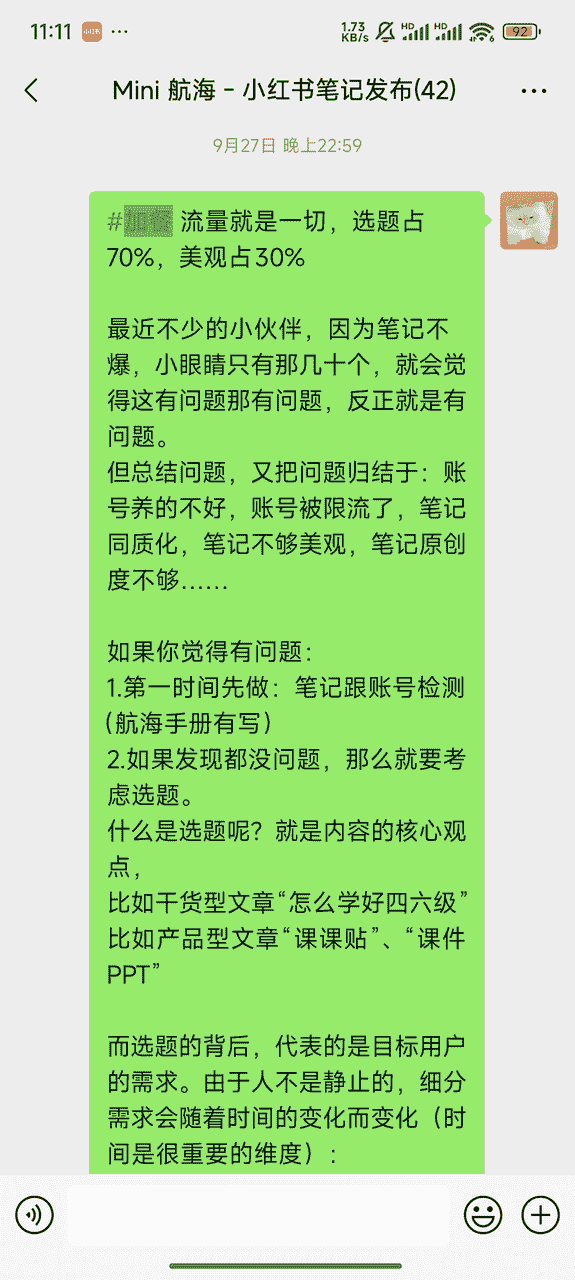 11:11
···
1.73 KB/s
HD
HD
6
92
Mini 航海 - 小红书笔记发布(42)
9月27日 晚上22:59
#加餐 流量就是一切，选题占
70%，美观占30%
最近不少的小伙伴，因为笔记不
爆，小眼睛只有那几十个，就会觉
得这有问题那有问题，反正就是有
问题。
但总结问题，又把问题归结于：账
号养的不好，账号被限流了，笔记
同质化，笔记不够美观，笔记原创
度不够……
如果你觉得有问题：
1.第一时间先做：笔记跟账号检测
（航海手册有写）
2.如果发现都没问题，那么就要考
虑选题。
什么是选题呢？就是内容的核心观
点，
比如干货型文章“怎么学好四六级”
比如产品型文章“课课贴”、“课件
PPT”
而选题的背后，代表的是目标用户
的需求。由于人不是静止的，细分
需求会随着时间的变化而变化（时
间是很重要的维度）：